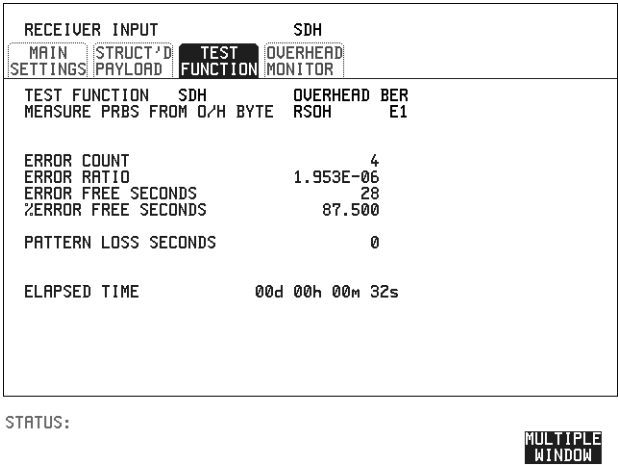 RECEIVER INPUT SDH
MAIN SETTINGS STRUCT'D PAYLOAD TEST FUNCTION OVERHEAD MONITOR
TEST FUNCTION SDH OVERHEAD BER
MEASURE PRBS FROM O/H BYTE RSOH E1
ERROR COUNT 4
ERROR RATIO 1.953E-06
ERROR FREE SECONDS 28
%ERROR FREE SECONDS 87.500
PATTERN LOSS SECONDS 0
ELAPSED TIME 00d 00h 00m 32s
STATUS:
MULTIPLE
WINDOW